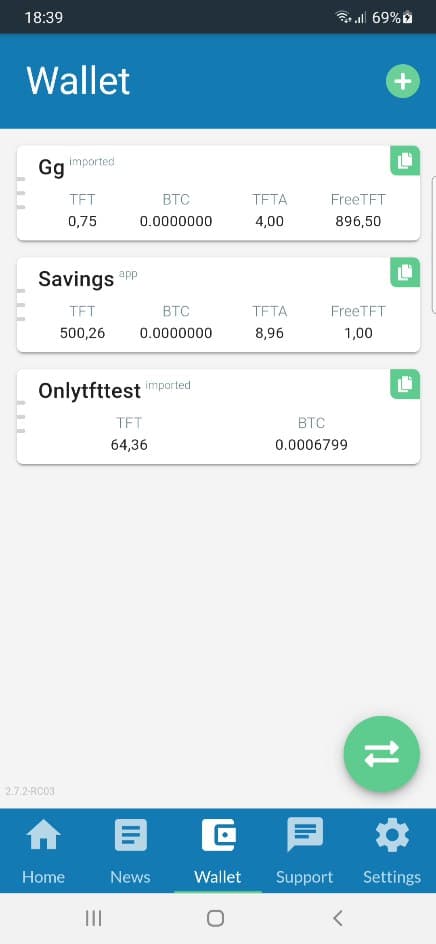 18:39 69%
Wallet
Gg imported
TFT BTC TFTA FreeTFT
0,75 0.0000000 4,00 896,50
Savings app
TFT BTC TFTA FreeTFT
500,26 0.0000000 8,96 1,00
Onlytfttest imported
TFT BTC
64,36 0.0006799
2.7.2-RC03
Home News Wallet Support Settings